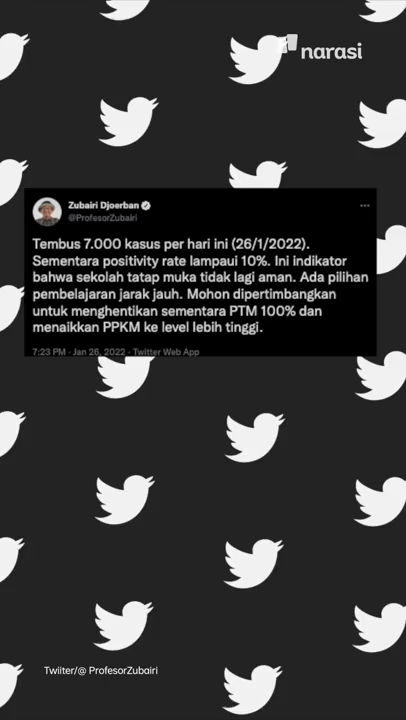 narasi
Zubairi Djoerban
@ProfesorZubairi
Tembus 7.000 kasus per hari ini (26/1/2022).
Sementara positivity rate lampaui 10%. Ini indikator
bahwa sekolah tatap muka tidak lagi aman. Ada pilihan
pembelajaran jarak jauh. Mohon dipertimbangkan
untuk menghentikan sementara PTM 100% dan
menaikkan PPKM ke level lebih tinggi.
7:23 PM · Jan 26, 2022 · Twitter Web App
Twiiter/@ ProfesorZubairi